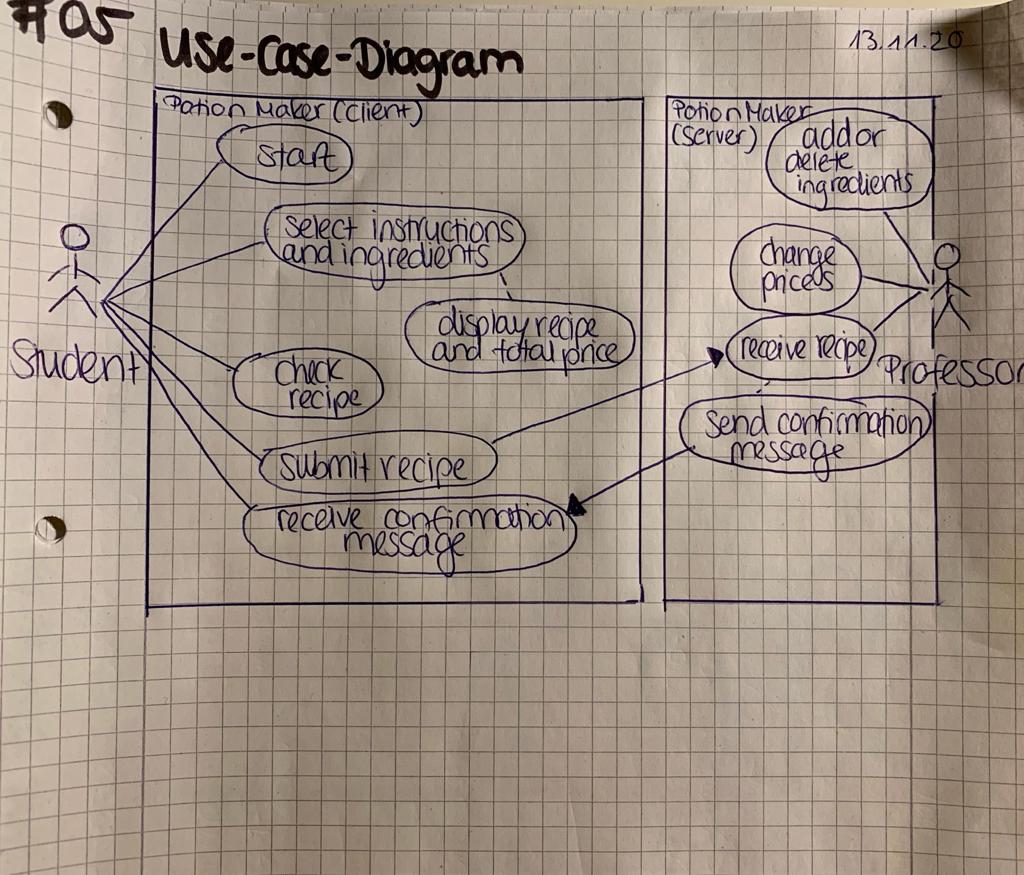 #05
Use-Case-Diagram
13.11.20
Potion Maker (Client)
start
select instructions
and ingredients
display recipe
and total price
check
recipe
submit recipe
receive confirmation
message
Student
Potion Maker
(Server)
add or
delete
ingredients
change
prices
receive recipe
send confirmation
message
Professor